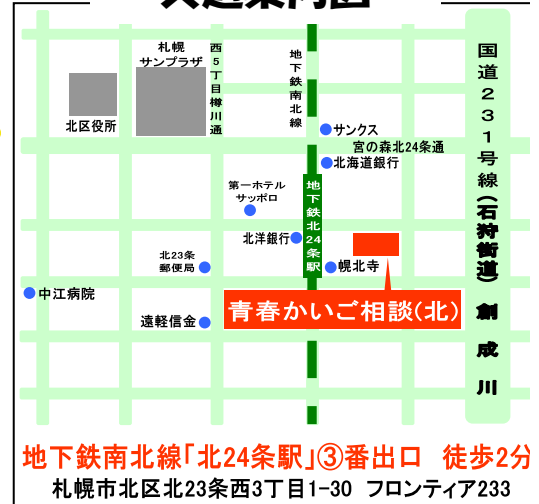 札幌
サンプラザ
西5丁目樽川通
地下鉄南北線
国道231号線(石狩街道)創成川
北区役所
サンクス
宮の森北24条通
北海道銀行
第一ホテル
サッポロ
地下鉄北24条駅
北洋銀行
北23条
郵便局
幌北寺
中江病院
遠軽信金
青春かいご相談(北)
地下鉄南北線「北24条駅」③番出口 徒歩2分
札幌市北区北23条西3丁目1-30 フロンティア233